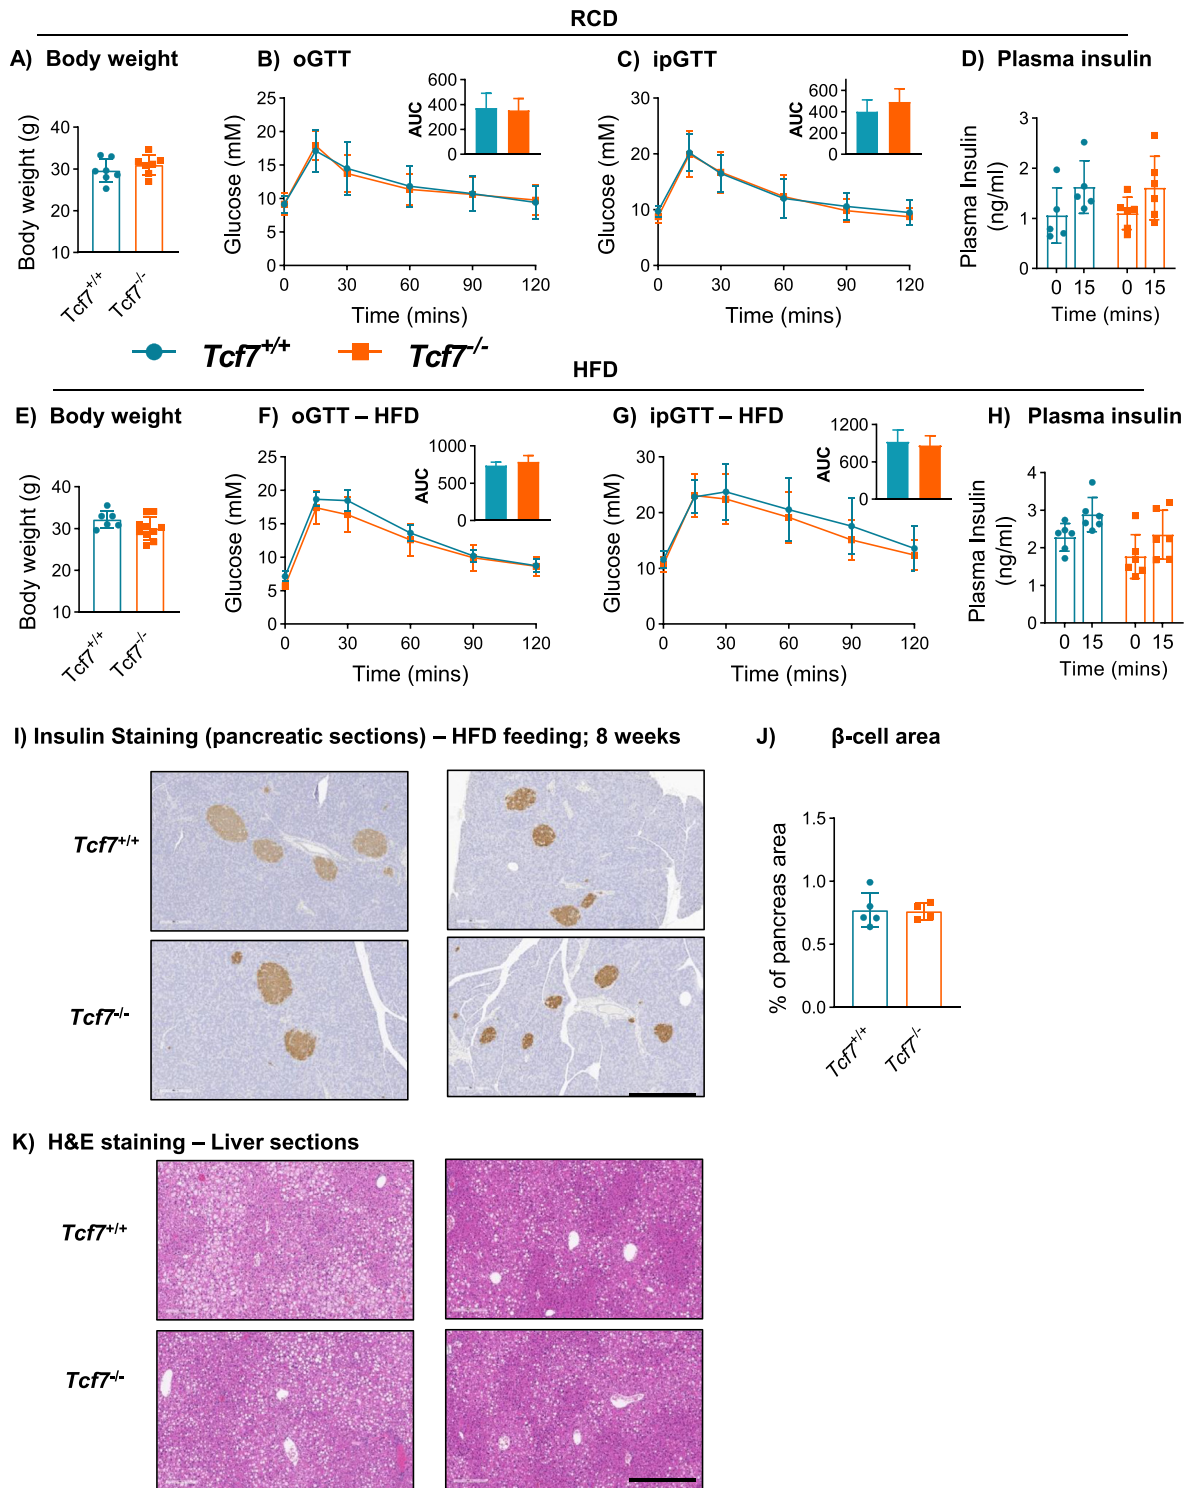 RCD
A) Body weight
B) oGTT
C) ipGTT
D) Plasma insulin
Body weight (g)
40
30
20
10
Tcf7+/+
Tcf7-/-
Glucose (mM)
25
20
15
10
5
0
0 30 60 90 120
Time (mins)
AUC
600
400
200
0
Glucose (mM)
30
20
10
0
0 30 60 90 120
Time (mins)
AUC
600
400
200
0
Plasma Insulin
(ng/ml)
3
2
1
0
0 15 0 15
Time (mins)
Tcf7+/+ Tcf7-/-
HFD
E) Body weight
F) oGTT – HFD
G) ipGTT – HFD
H) Plasma insulin
Body weight (g)
40
30
20
10
Tcf7+/+
Tcf7-/-
Glucose (mM)
25
20
15
10
5
0
0 30 60 90 120
Time (mins)
AUC
1000
500
0
Glucose (mM)
30
20
10
0
0 30 60 90 120
Time (mins)
AUC
1200
600
0
Plasma Insulin
(ng/ml)
4
3
2
1
0
0 15 0 15
Time (mins)
I) Insulin Staining (pancreatic sections) – HFD feeding; 8 weeks
Tcf7+/+
Tcf7-/-
J) β-cell area
% of pancreas area
1.5
1.0
0.5
0.0
Tcf7+/+
Tcf7-/-
K) H&E staining – Liver sections
Tcf7+/+
Tcf7-/-